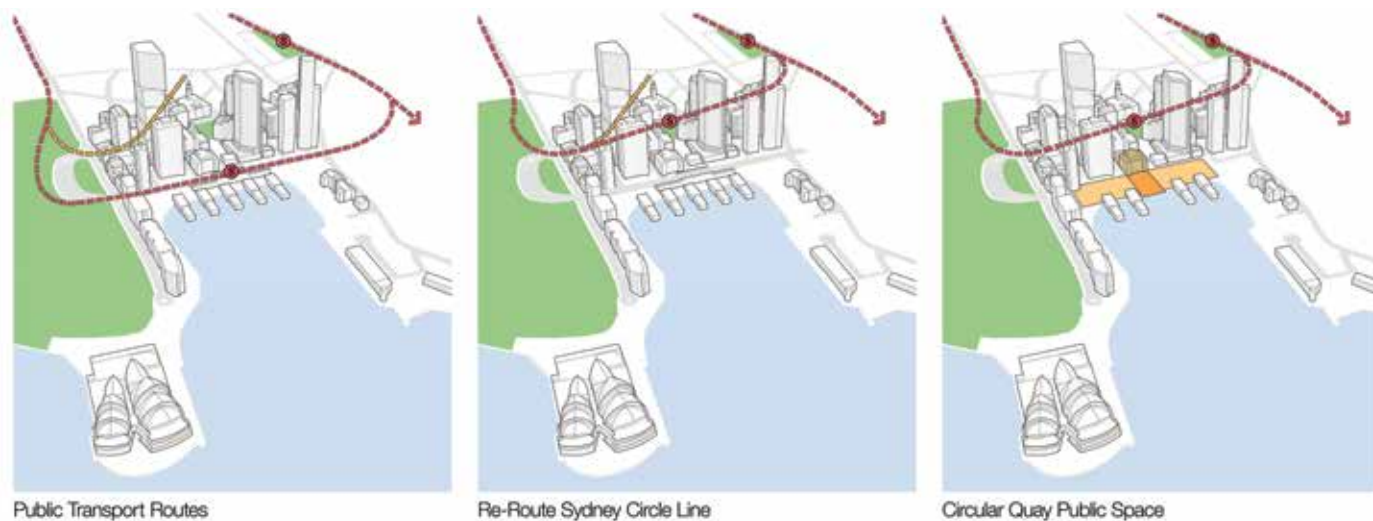 Public Transport Routes
Re-Route Sydney Circle Line
Circular Quay Public Space